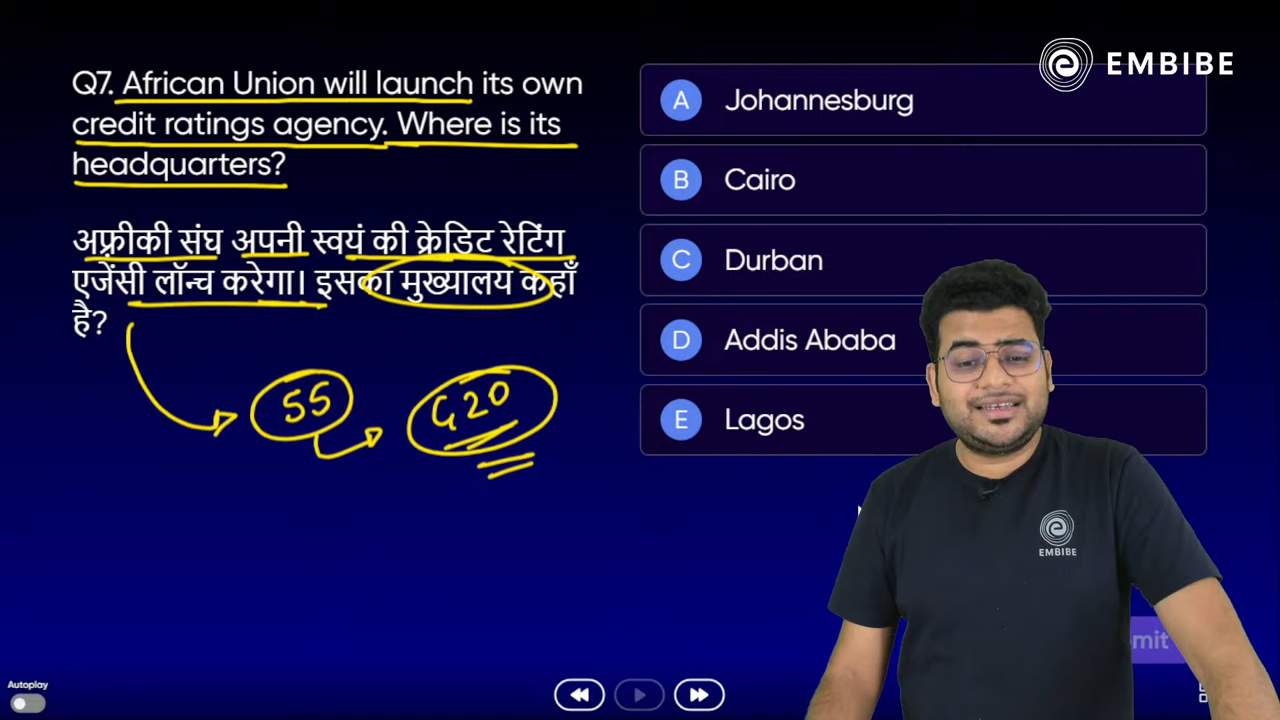 Q7. African Union will launch its own
credit ratings agency. Where is its
headquarters?
अफ़्रीकी संघ अपनी स्वयं की क्रेडिट रेटिंग
एजेंसी लॉन्च करेगा। इसका मुख्यालय कहाँ
है?
55
G20
A Johannesburg
B Cairo
C Durban
D Addis Ababa
E Lagos
EMBIBE
EMBIBE
mit
Autoplay